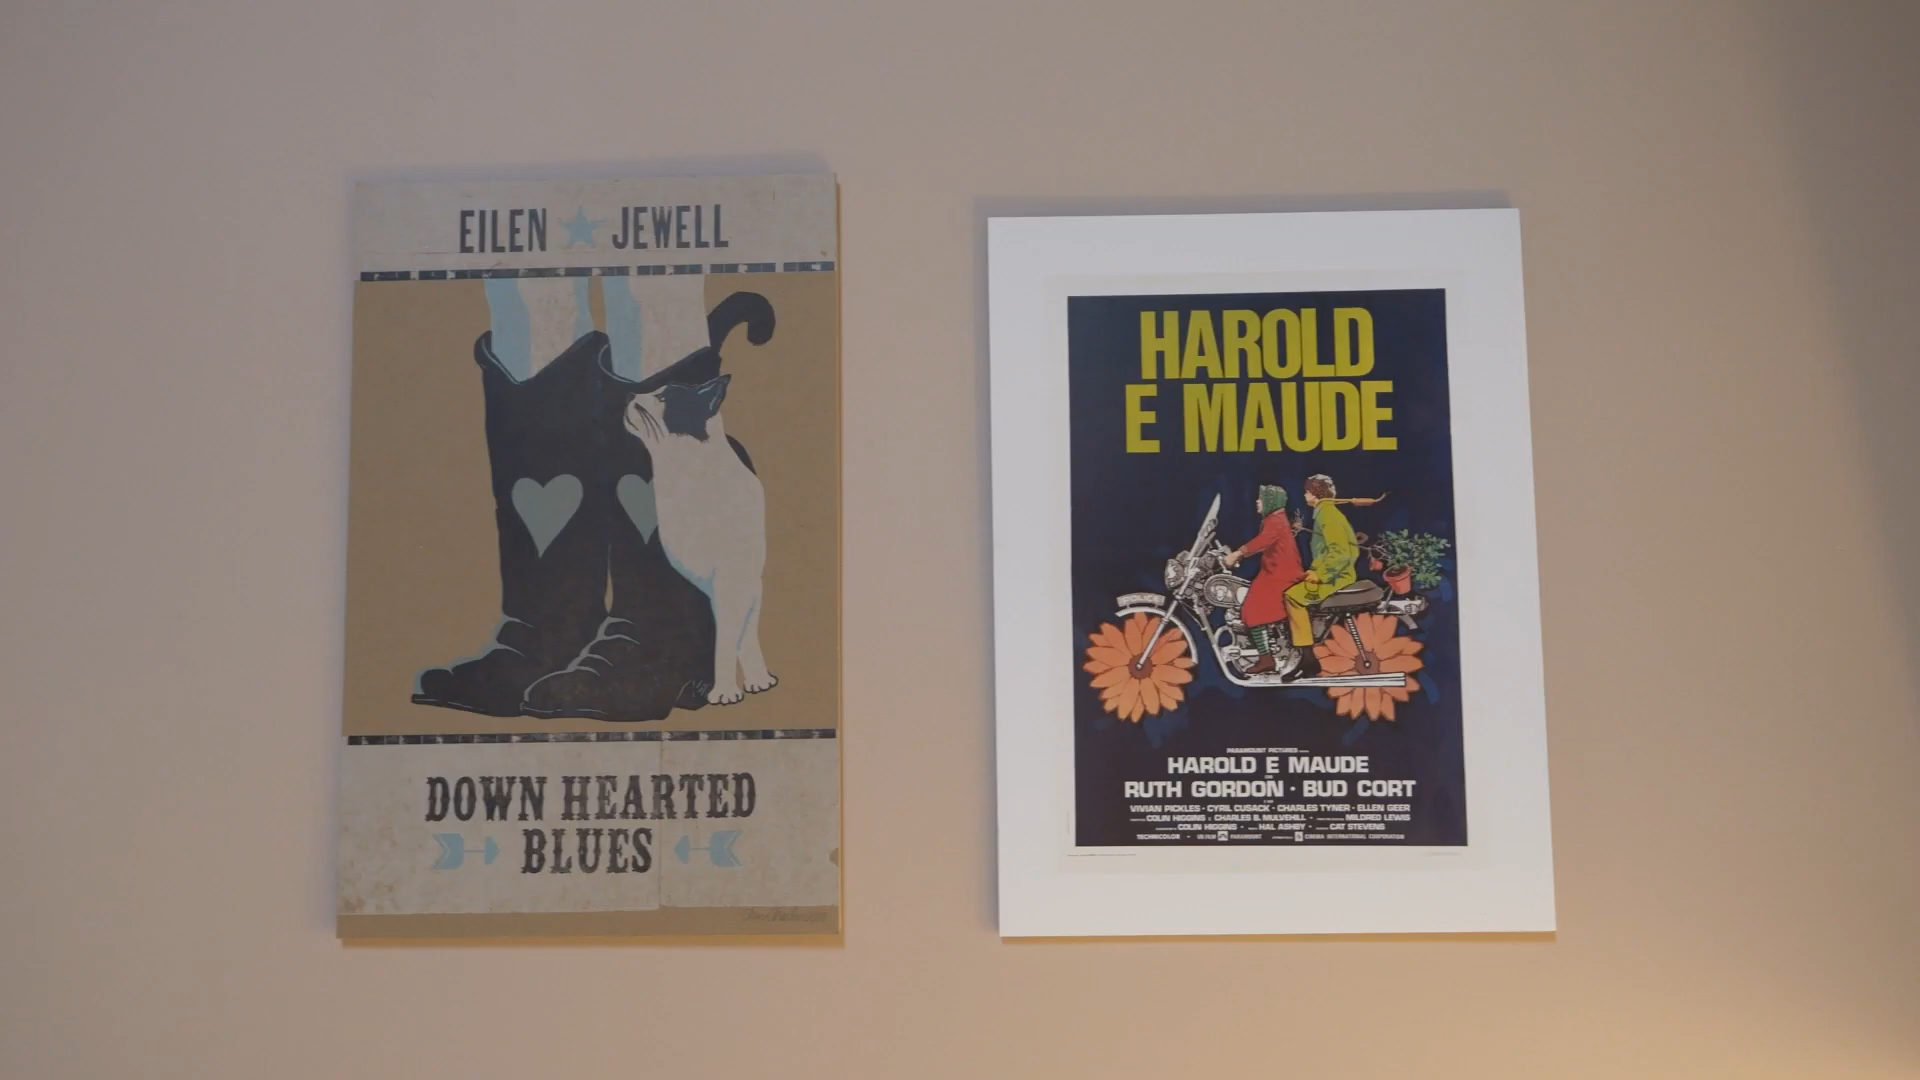 EILEN JEWELL
DOWN HEARTED
BLUES
HAROLD
E MAUDE
POLICE
PARAMOUNT PICTURES
HAROLD E MAUDE
RUTH GORDON · BUD CORT
VIVIAN PICKLES · CYRIL CUSACK · CHARLES TYNER · ELLEN GEER
COLIN HIGGINS CHARLES B. MULVEHILL · MILDRED LEWIS
COLIN HIGGINS · HAL ASHBY · CAT STEVENS
TECHNICOLOR · UN FILM PARAMOUNT CINEMA INTERNATIONAL CORPORATION